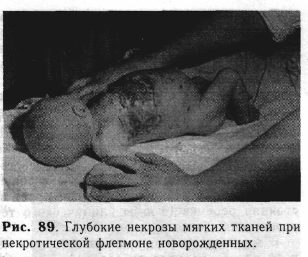 Рис. 89. Глубокие некрозы мягких тканей при
некротической флегмоне новорожденных.